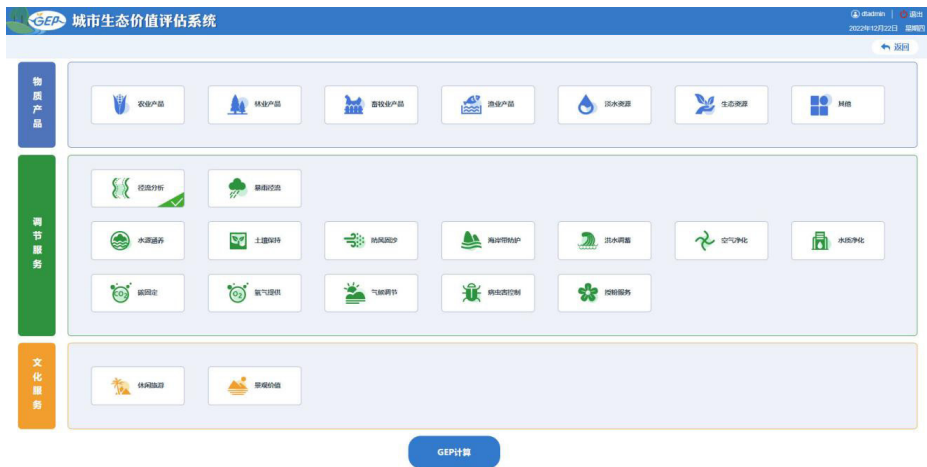 GEP 城市生态价值评估系统
dtadmin | 退出
2022年12月22日 星期四
返回
物质产品
农业产品 林业产品 畜牧业产品 渔业产品 淡水资源 生态资源 其他
调节服务
径流分析 暴雨径流
水源涵养 土壤保持 防风固沙 海岸带防护 洪水调蓄 空气净化 水质净化
CO2 碳固定 O2 氧气提供 气候调节 病虫害控制 授粉服务
文化服务
休闲旅游 景观价值
GEP计算